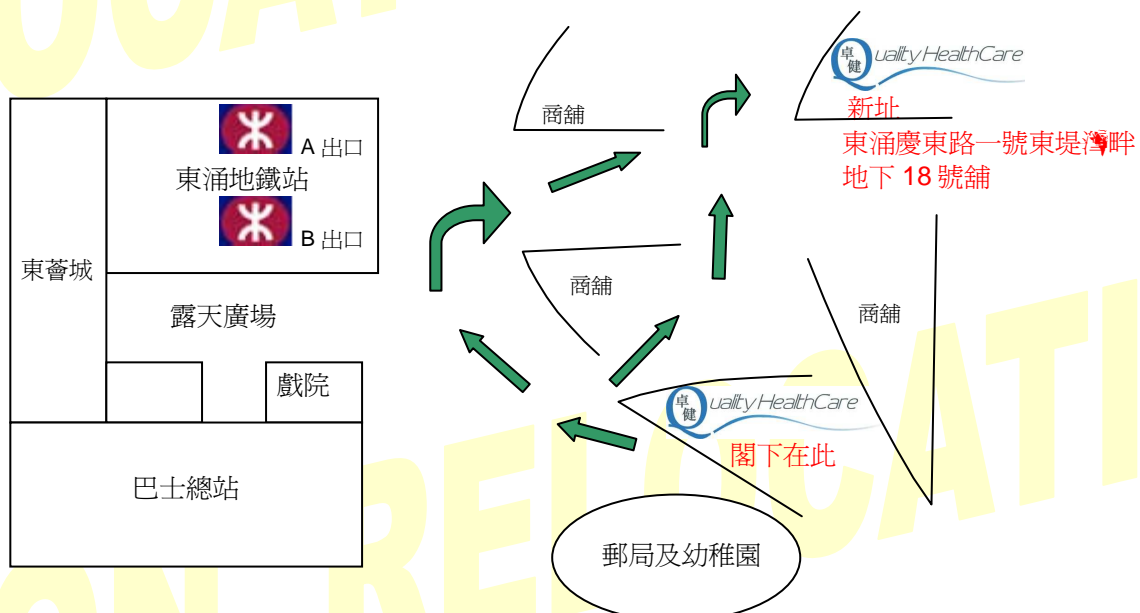 商舖
卓健
Quality HealthCare
新址
東涌慶東路一號東堤灣畔
地下 18 號舖
A 出口
東涌地鐵站
B 出口
東薈城
露天廣場
商舖
商舖
戲院
卓健
Quality HealthCare
閣下在此
巴士總站
郵局及幼稚園